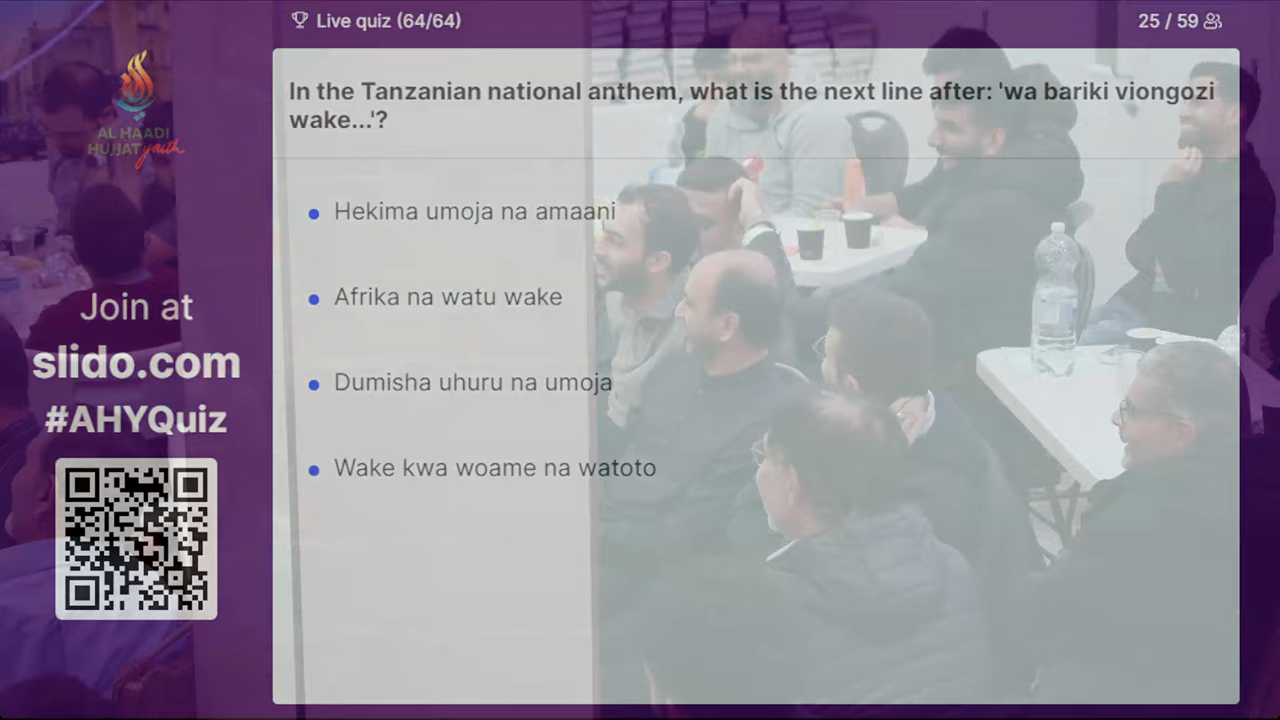 Live quiz (64/64)
25 / 59
AL HAADI
HUJJAT youth
In the Tanzanian national anthem, what is the next line after: 'wa bariki viongozi
wake...'?
Hekima umoja na amaani
Afrika na watu wake
Dumisha uhuru na umoja
Wake kwa woame na watoto
Join at
slido.com
#AHYQuiz